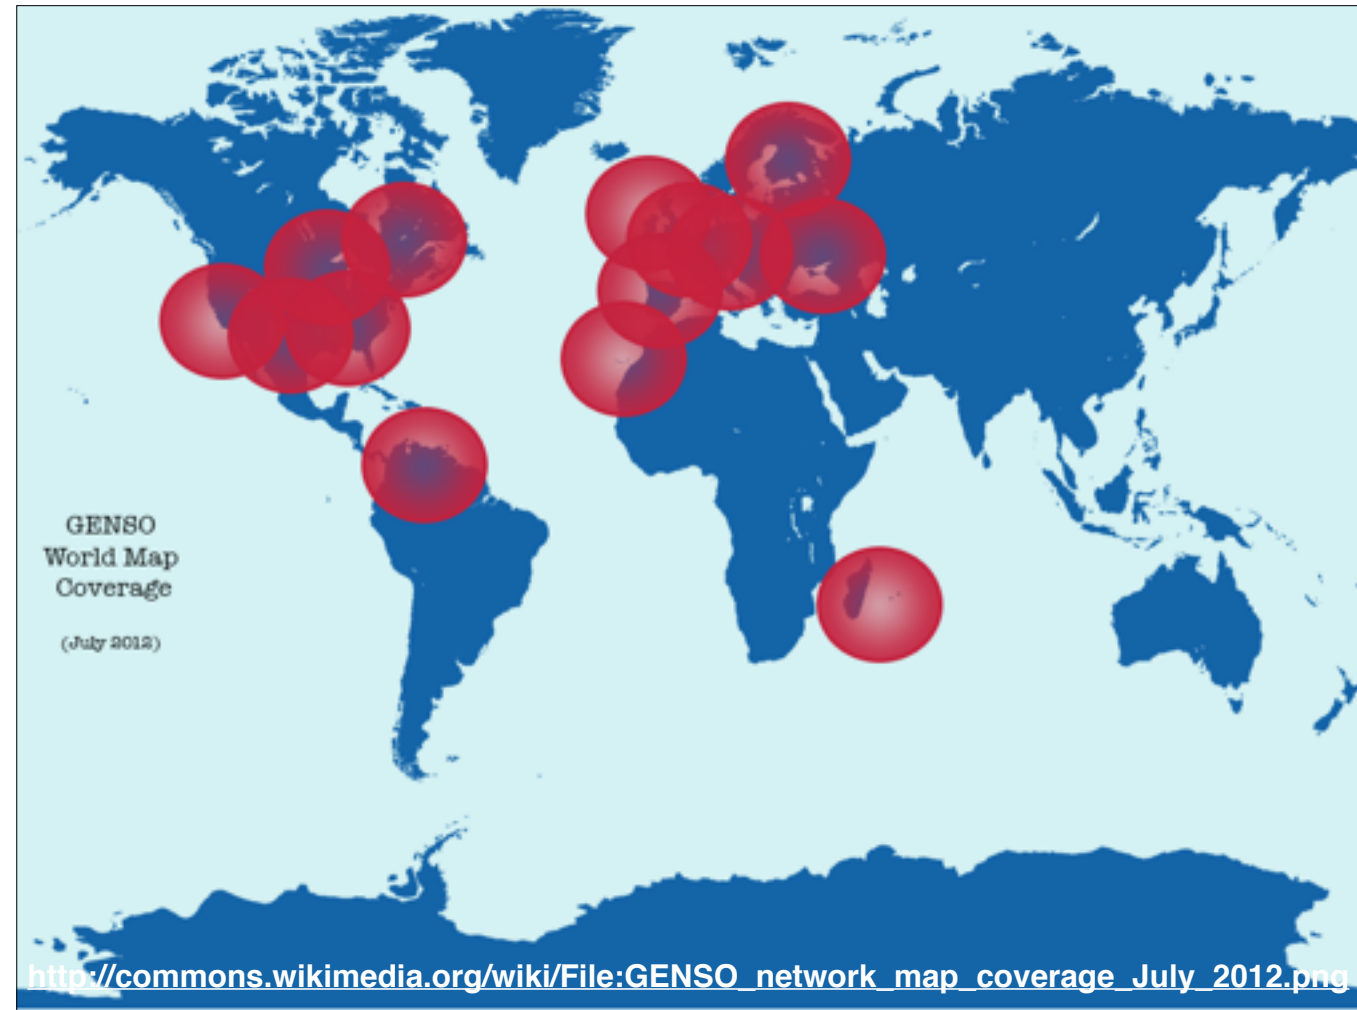 GENSO
World Map
Coverage
(July 2012)
http://commons.wikimedia.org/wiki/File:GENSO_network_map_coverage_July_2012.png